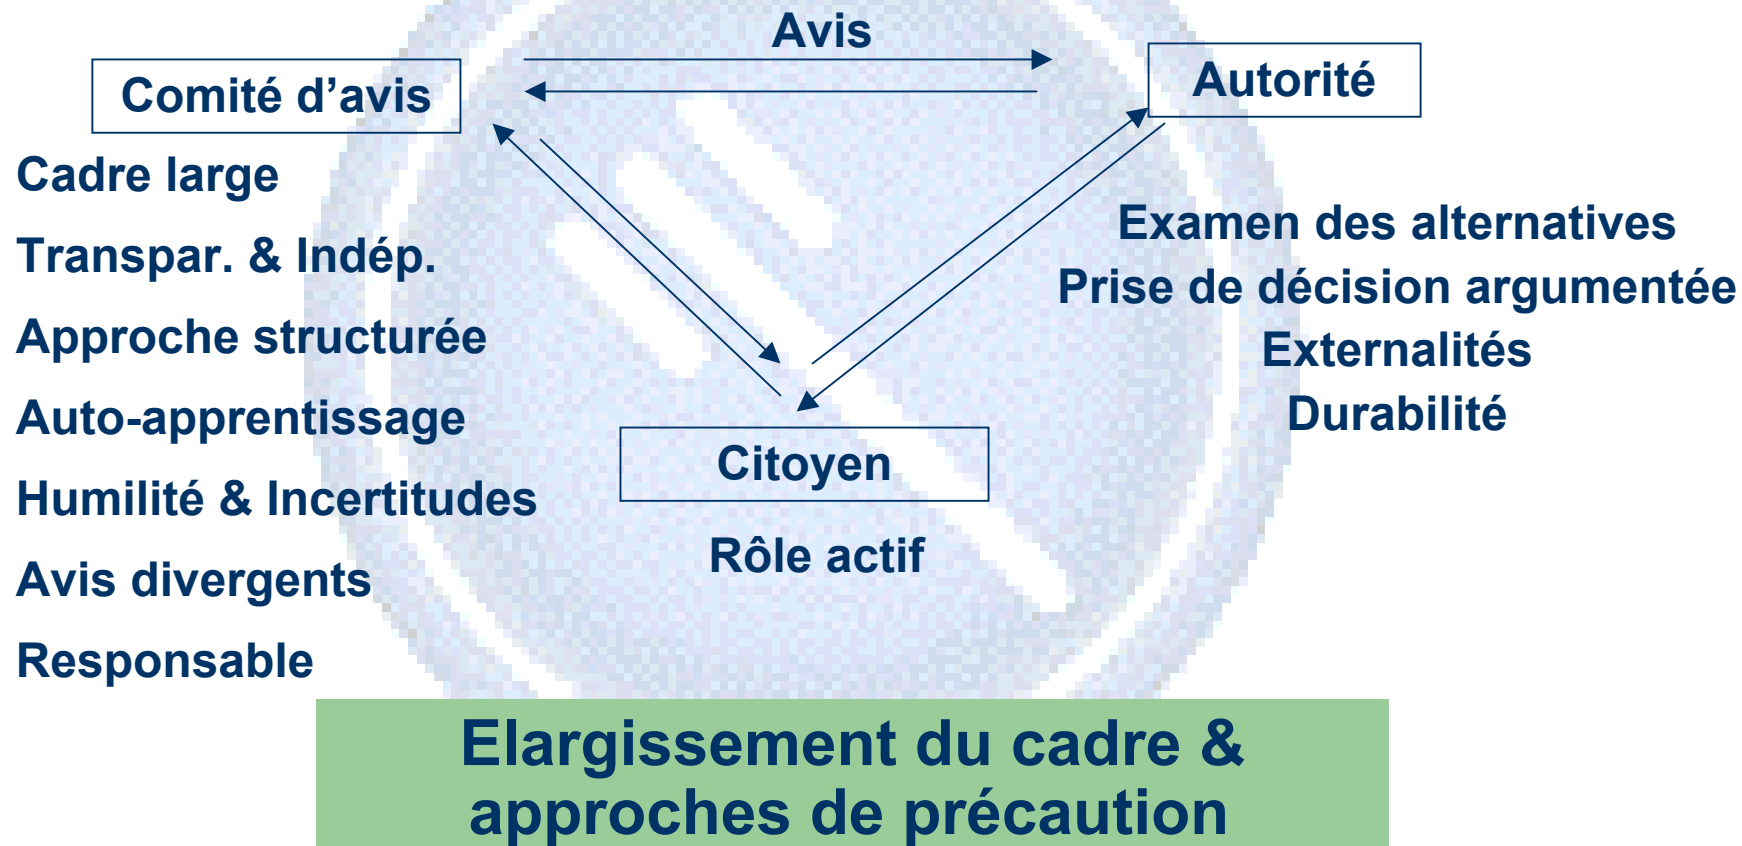 Avis
Comité d’avis
Autorité
Cadre large
Transpar. & Indép.
Approche structurée
Auto-apprentissage
Humilité & Incertitudes
Avis divergents
Responsable
Examen des alternatives
Prise de décision argumentée
Externalités
Durabilité
Citoyen
Rôle actif
Elargissement du cadre &
approches de précaution